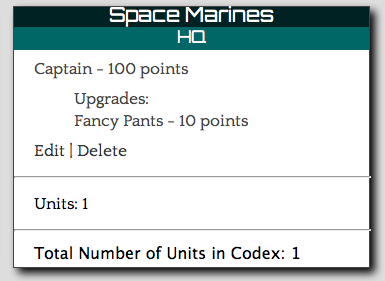 Space Marines
HQ
Captain - 100 points
Upgrades:
Fancy Pants - 10 points
Edit | Delete
Units: 1
Total Number of Units in Codex: 1